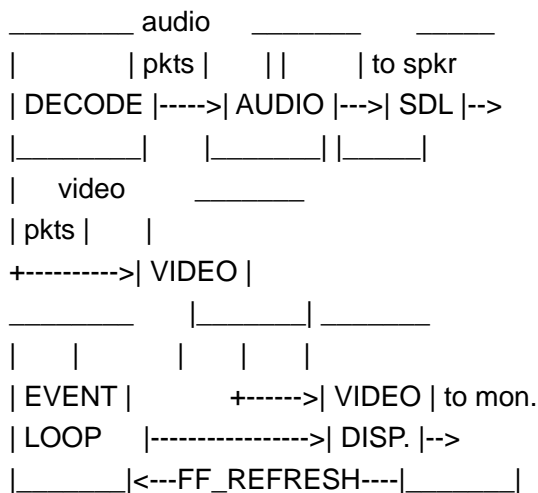 ________ audio _______ _____
| | pkts | | | | to spkr
| DECODE |----->| AUDIO |--->| SDL |-->
|________| |_______| |_____|
| video _______
| pkts | |
+---------->| VIDEO |
________ |_______| _______
| | | | |
| EVENT | +------>| VIDEO | to mon.
| LOOP |----------------->| DISP. |-->
|_______|<---FF_REFRESH----|_______|